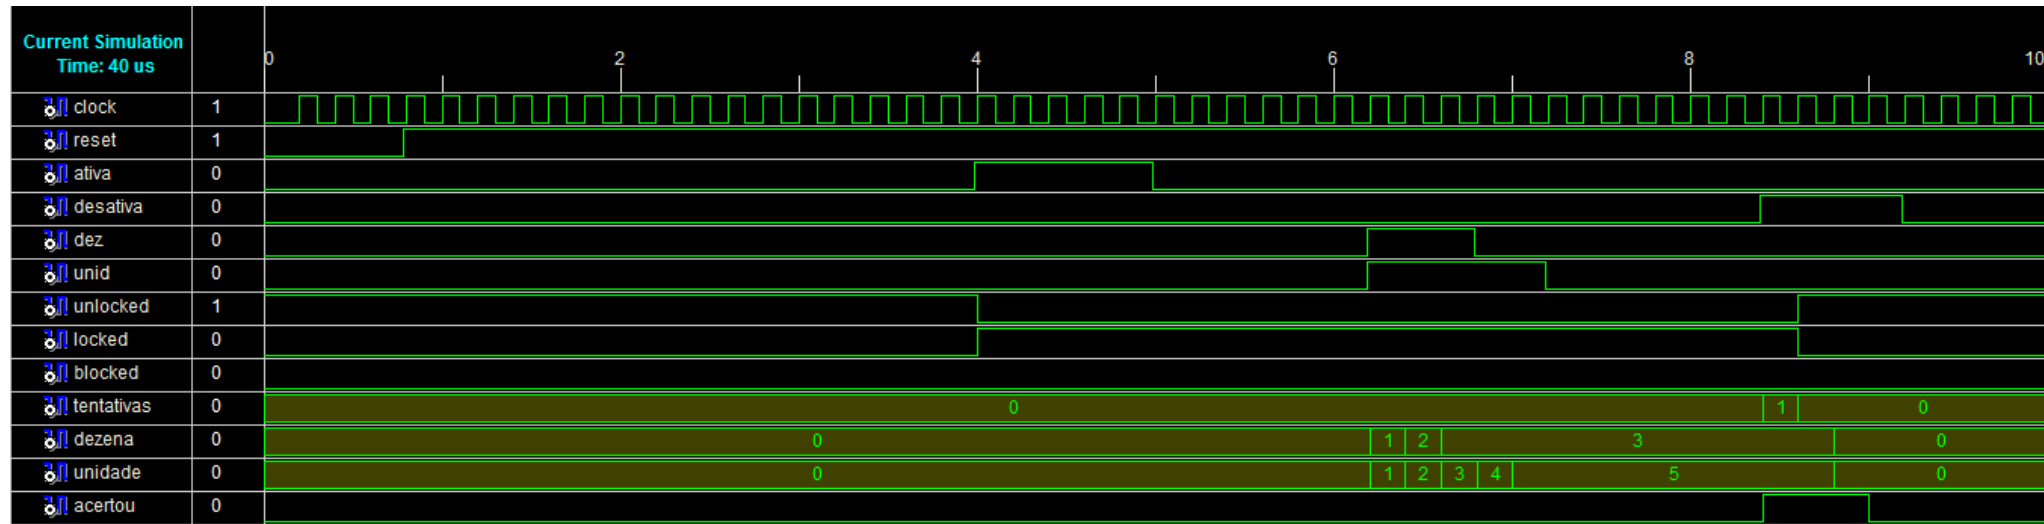 Current Simulation
Time: 40 us
0 2 4 6 8 10
clock 1
reset 1
ativa 0
desativa 0
dez 0
unid 0
unlocked 1
locked 0
blocked 0
tentativas 0 0 1 0
dezena 0 0 1 2 3 0
unidade 0 0 1 2 3 4 5 0
acertou 0